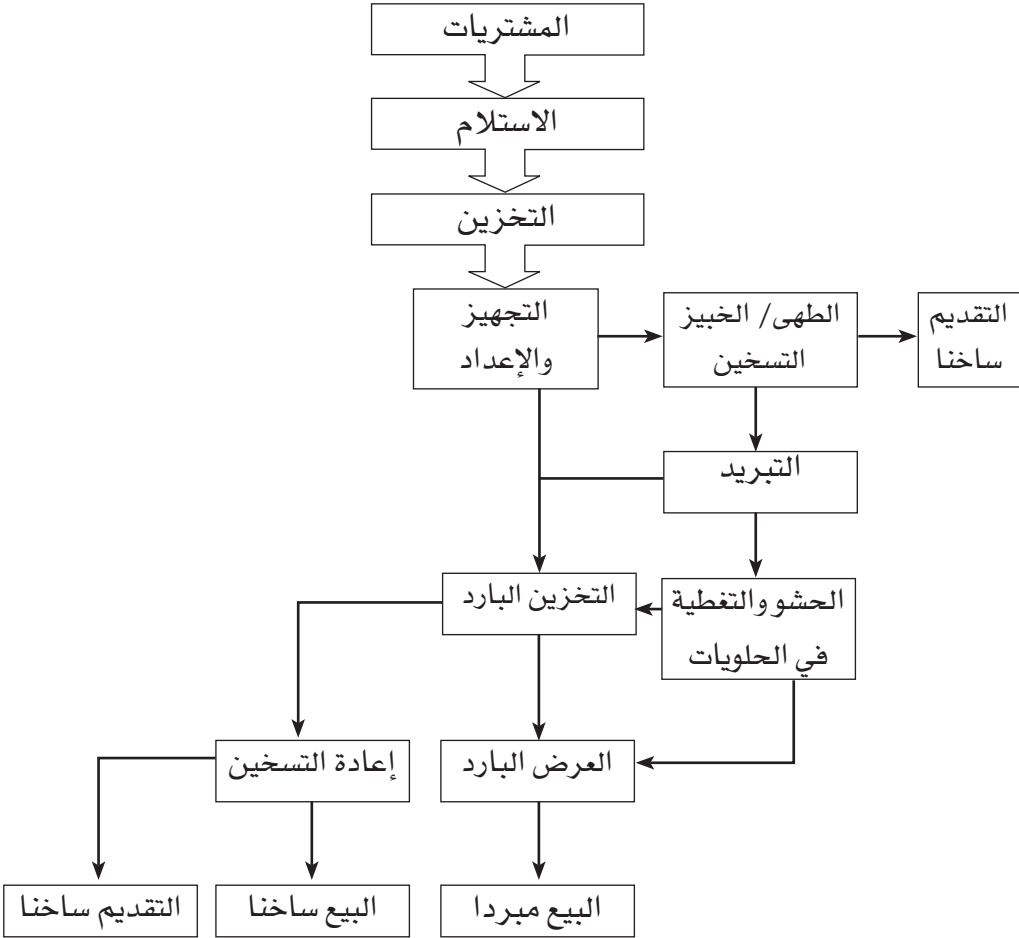 المشتريات
الاستلام
التخزين
التجهيز
والإعداد
الطهى/ الخبيز
التسخين
التقديم
ساخنا
التبريد
التخزين البارد
الحشو والتغطية
في الحلويات
إعادة التسخين
العرض البارد
التقديم ساخنا
البيع ساخنا
البيع مبردا